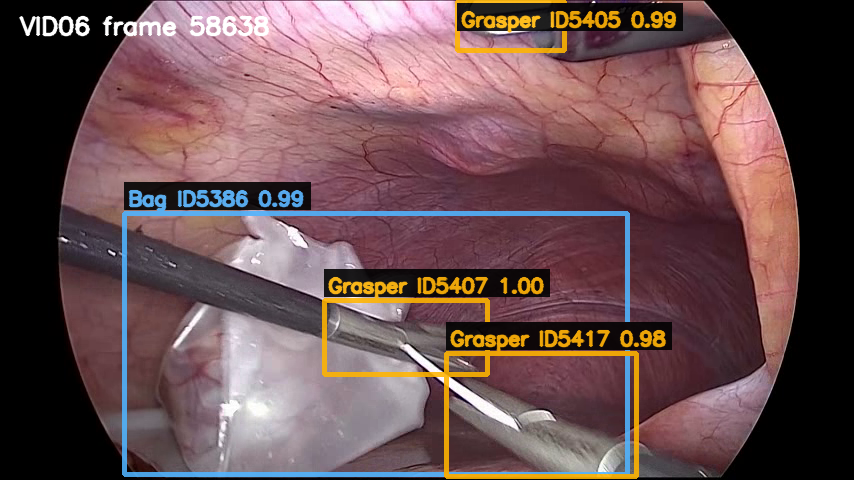 VID06 frame 58638
Grasper ID5405 0.99
Bag ID5386 0.99
Grasper ID5407 1.00
Grasper ID5417 0.98